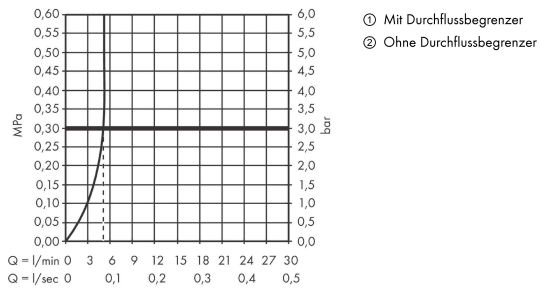 ① Mit Durchflussbegrenzer
② Ohne Durchflussbegrenzer
0,60 6,0
0,55 5,5
0,50 5,0
0,45 4,5
0,40 4,0
0,35 3,5
0,30 3,0
0,25 2,5
0,20 2,0
0,15 1,5
0,10 1,0
0,05 0,5
0,00 0,0
MPa
bar
Q = l/min 0 3 6 9 12 15 18 21 24 27 30
Q = l/sec 0 0,1 0,2 0,3 0,4 0,5